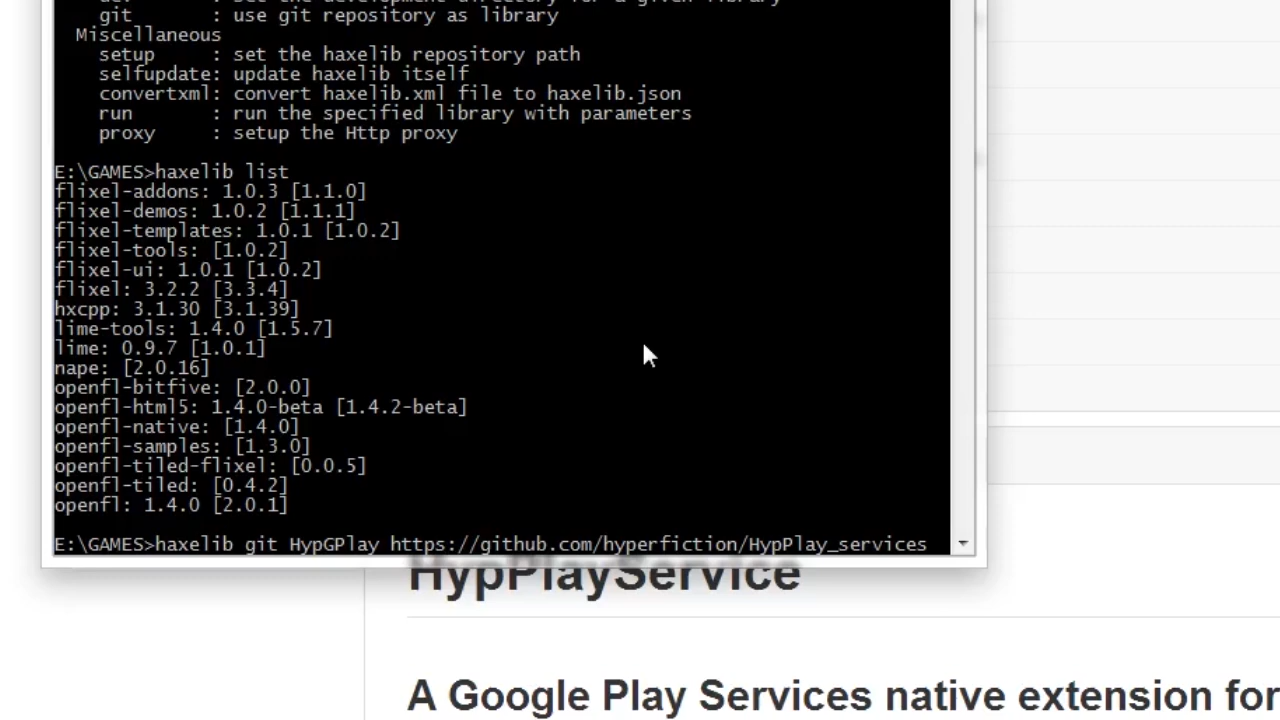 git       : use git repository as library
Miscellaneous
setup     : set the haxelib repository path
selfupdate: update haxelib itself
convertxml: convert haxelib.xml file to haxelib.json
run       : run the specified library with parameters
proxy     : setup the Http proxy
E:\GAMES>haxelib list
flixel-addons: 1.0.3 [1.1.0]
flixel-demos: 1.0.2 [1.1.1]
flixel-templates: 1.0.1 [1.0.2]
flixel-tools: [1.0.2]
flixel-ui: 1.0.1 [1.0.2]
flixel: 3.2.2 [3.3.4]
hxcpp: 3.1.30 [3.1.39]
lime-tools: 1.4.0 [1.5.7]
lime: 0.9.7 [1.0.1]
nape: [2.0.16]
openfl-bitfive: [2.0.0]
openfl-html5: 1.4.0-beta [1.4.2-beta]
openfl-native: [1.4.0]
openfl-samples: [1.3.0]
openfl-tiled-flixel: [0.0.5]
openfl-tiled: [0.4.2]
openfl: 1.4.0 [2.0.1]
E:\GAMES>haxelib git HypGPlay https://github.com/hyperfiction/HypPlay_services
HypPlayService
A Google Play Services native extension for